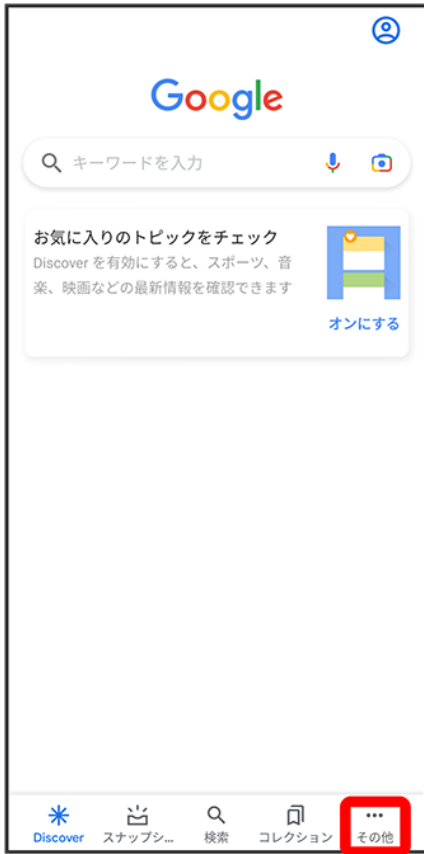 Google
キーワードを入力
お気に入りのトピックをチェック
Discover を有効にすると、スポーツ、音
楽、映画などの最新情報を確認できます
オンにする
Discover
スナップシ...
検索
コレクション
その他